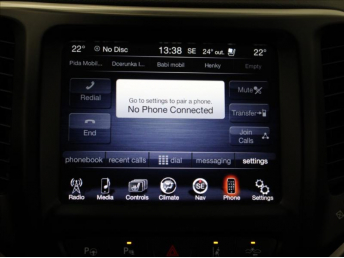 22° No Disc 13:38 SE 24° out. 22°
Pida Mobil... Dcerunka I... Babi mobil Henky Empty
Redial
Go to settings to pair a phone.
No Phone Connected
Mute
Transfer
End
Join
Calls
phonebook recent calls dial messaging settings
Radio Media Controls Climate SE Nav Phone Settings
P P